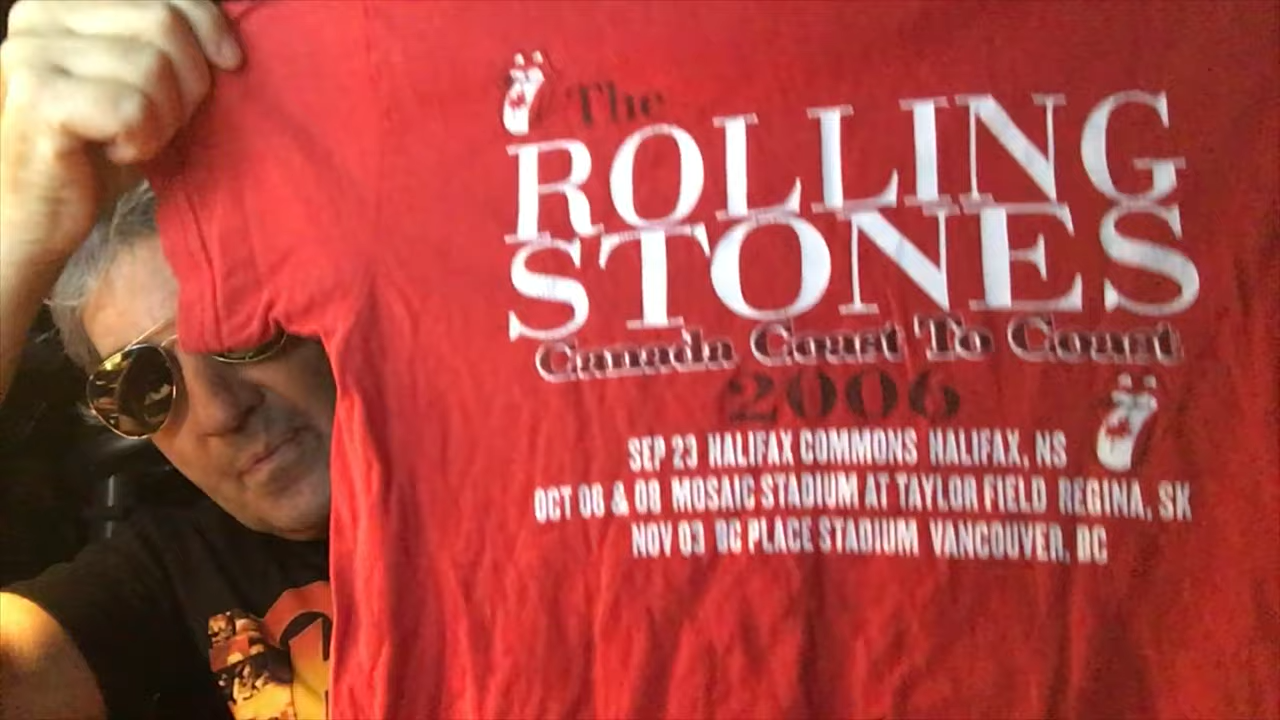 The
ROLLING
STONES
Canada Coast To Coast
2006
SEP 23 HALIFAX COMMONS HALIFAX, NS
OCT 06 & 08 MOSAIC STADIUM AT TAYLOR FIELD REGINA, SK
NOV 03 BC PLACE STADIUM VANCOUVER, BC